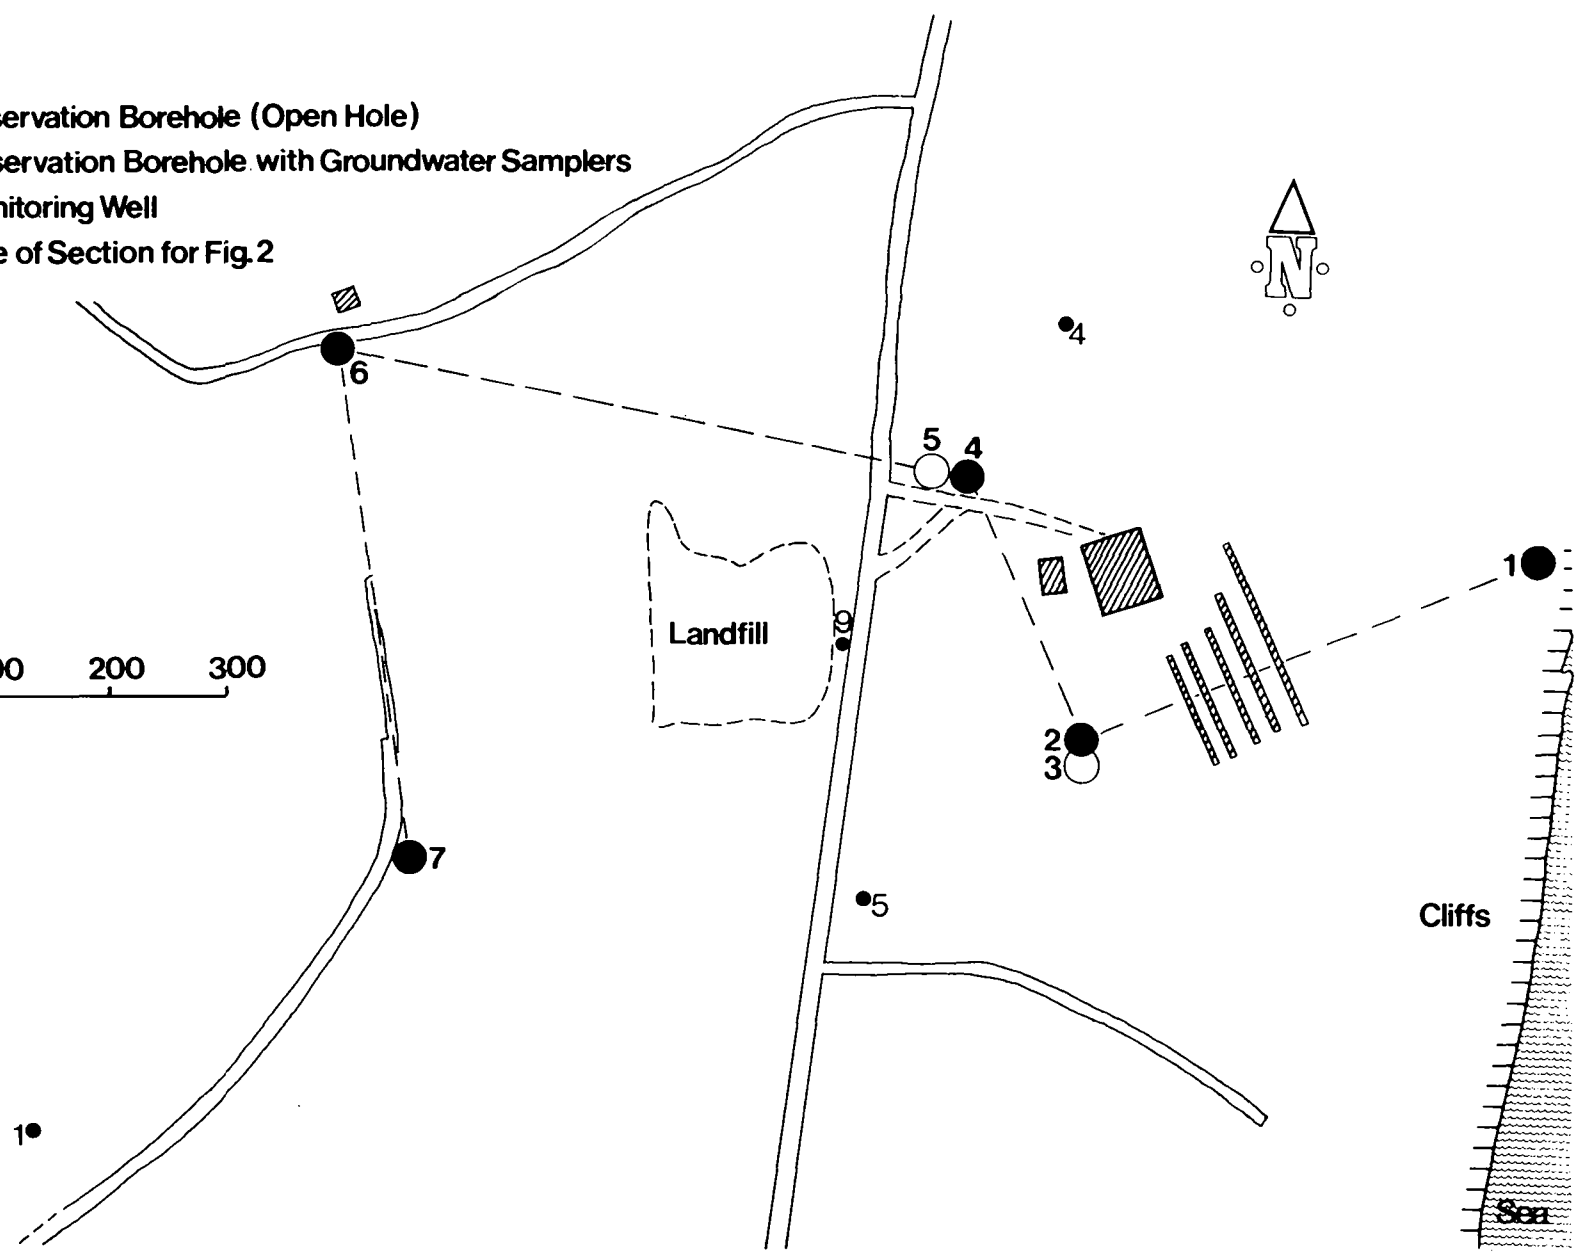 servation Borehole (Open Hole)
servation Borehole with Groundwater Samplers
nitoring Well
e of Section for Fig.2
N
4
6
5 4
1
9
Landfill
00 200 300
2
3
7
5
Cliffs
1
Sea